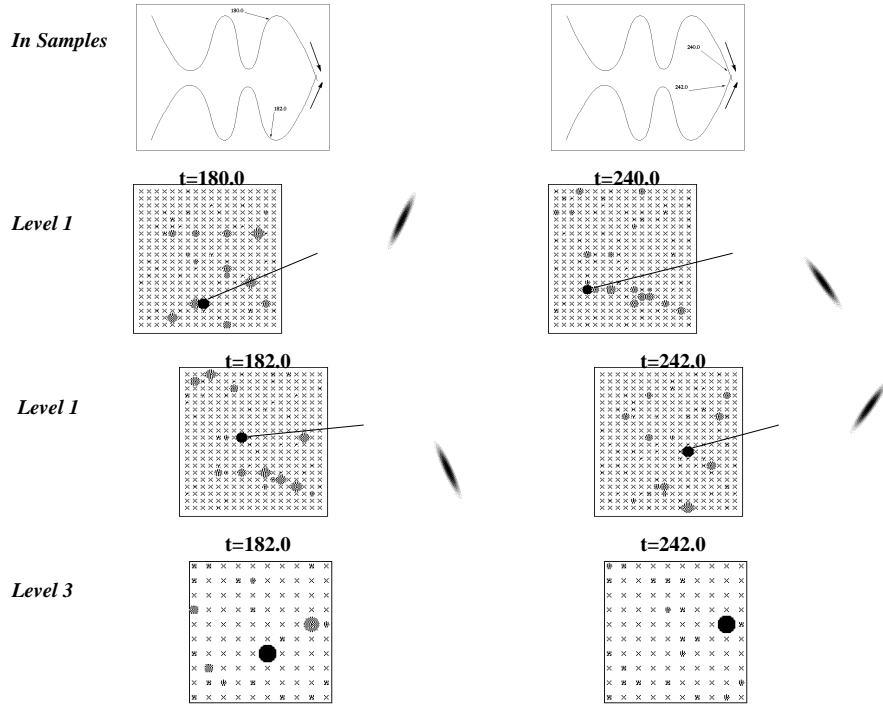 In Samples
180.0
182.0
240.0
242.0
t=180.0
t=240.0
Level 1
t=182.0
t=242.0
Level 1
t=182.0
t=242.0
Level 3